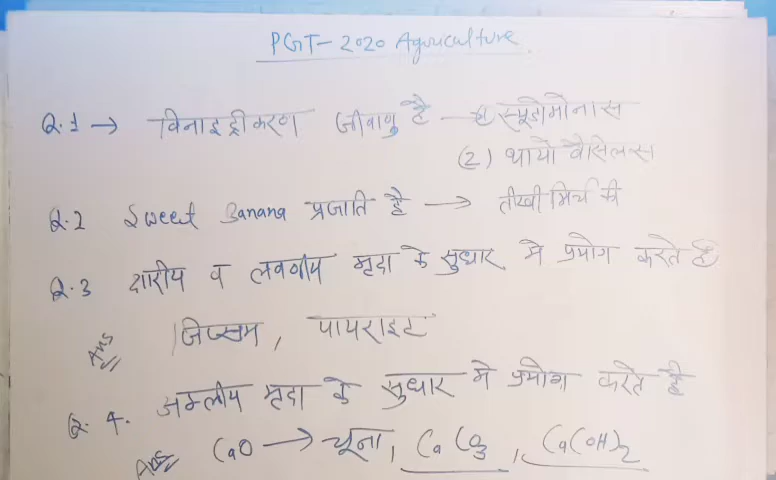 PGT-2020 Agriculture.
Q.1 → विनाइट्रीकरण जीवाणु है → (1) स्यूडोमोनास
(2) थायो बैसिलस
Q.2 Sweet Banana प्रजाति है → तीखी मिर्च की
Q.3 क्षारीय व लवणीय मृदा के सुधार में प्रयोग करते है
Ans जिप्सम, पायराइट
Q.4. अम्लीय मृदा के सुधार मे प्रयोग करते है
Ans CaO → चूना, CaCO3, Ca(OH)2